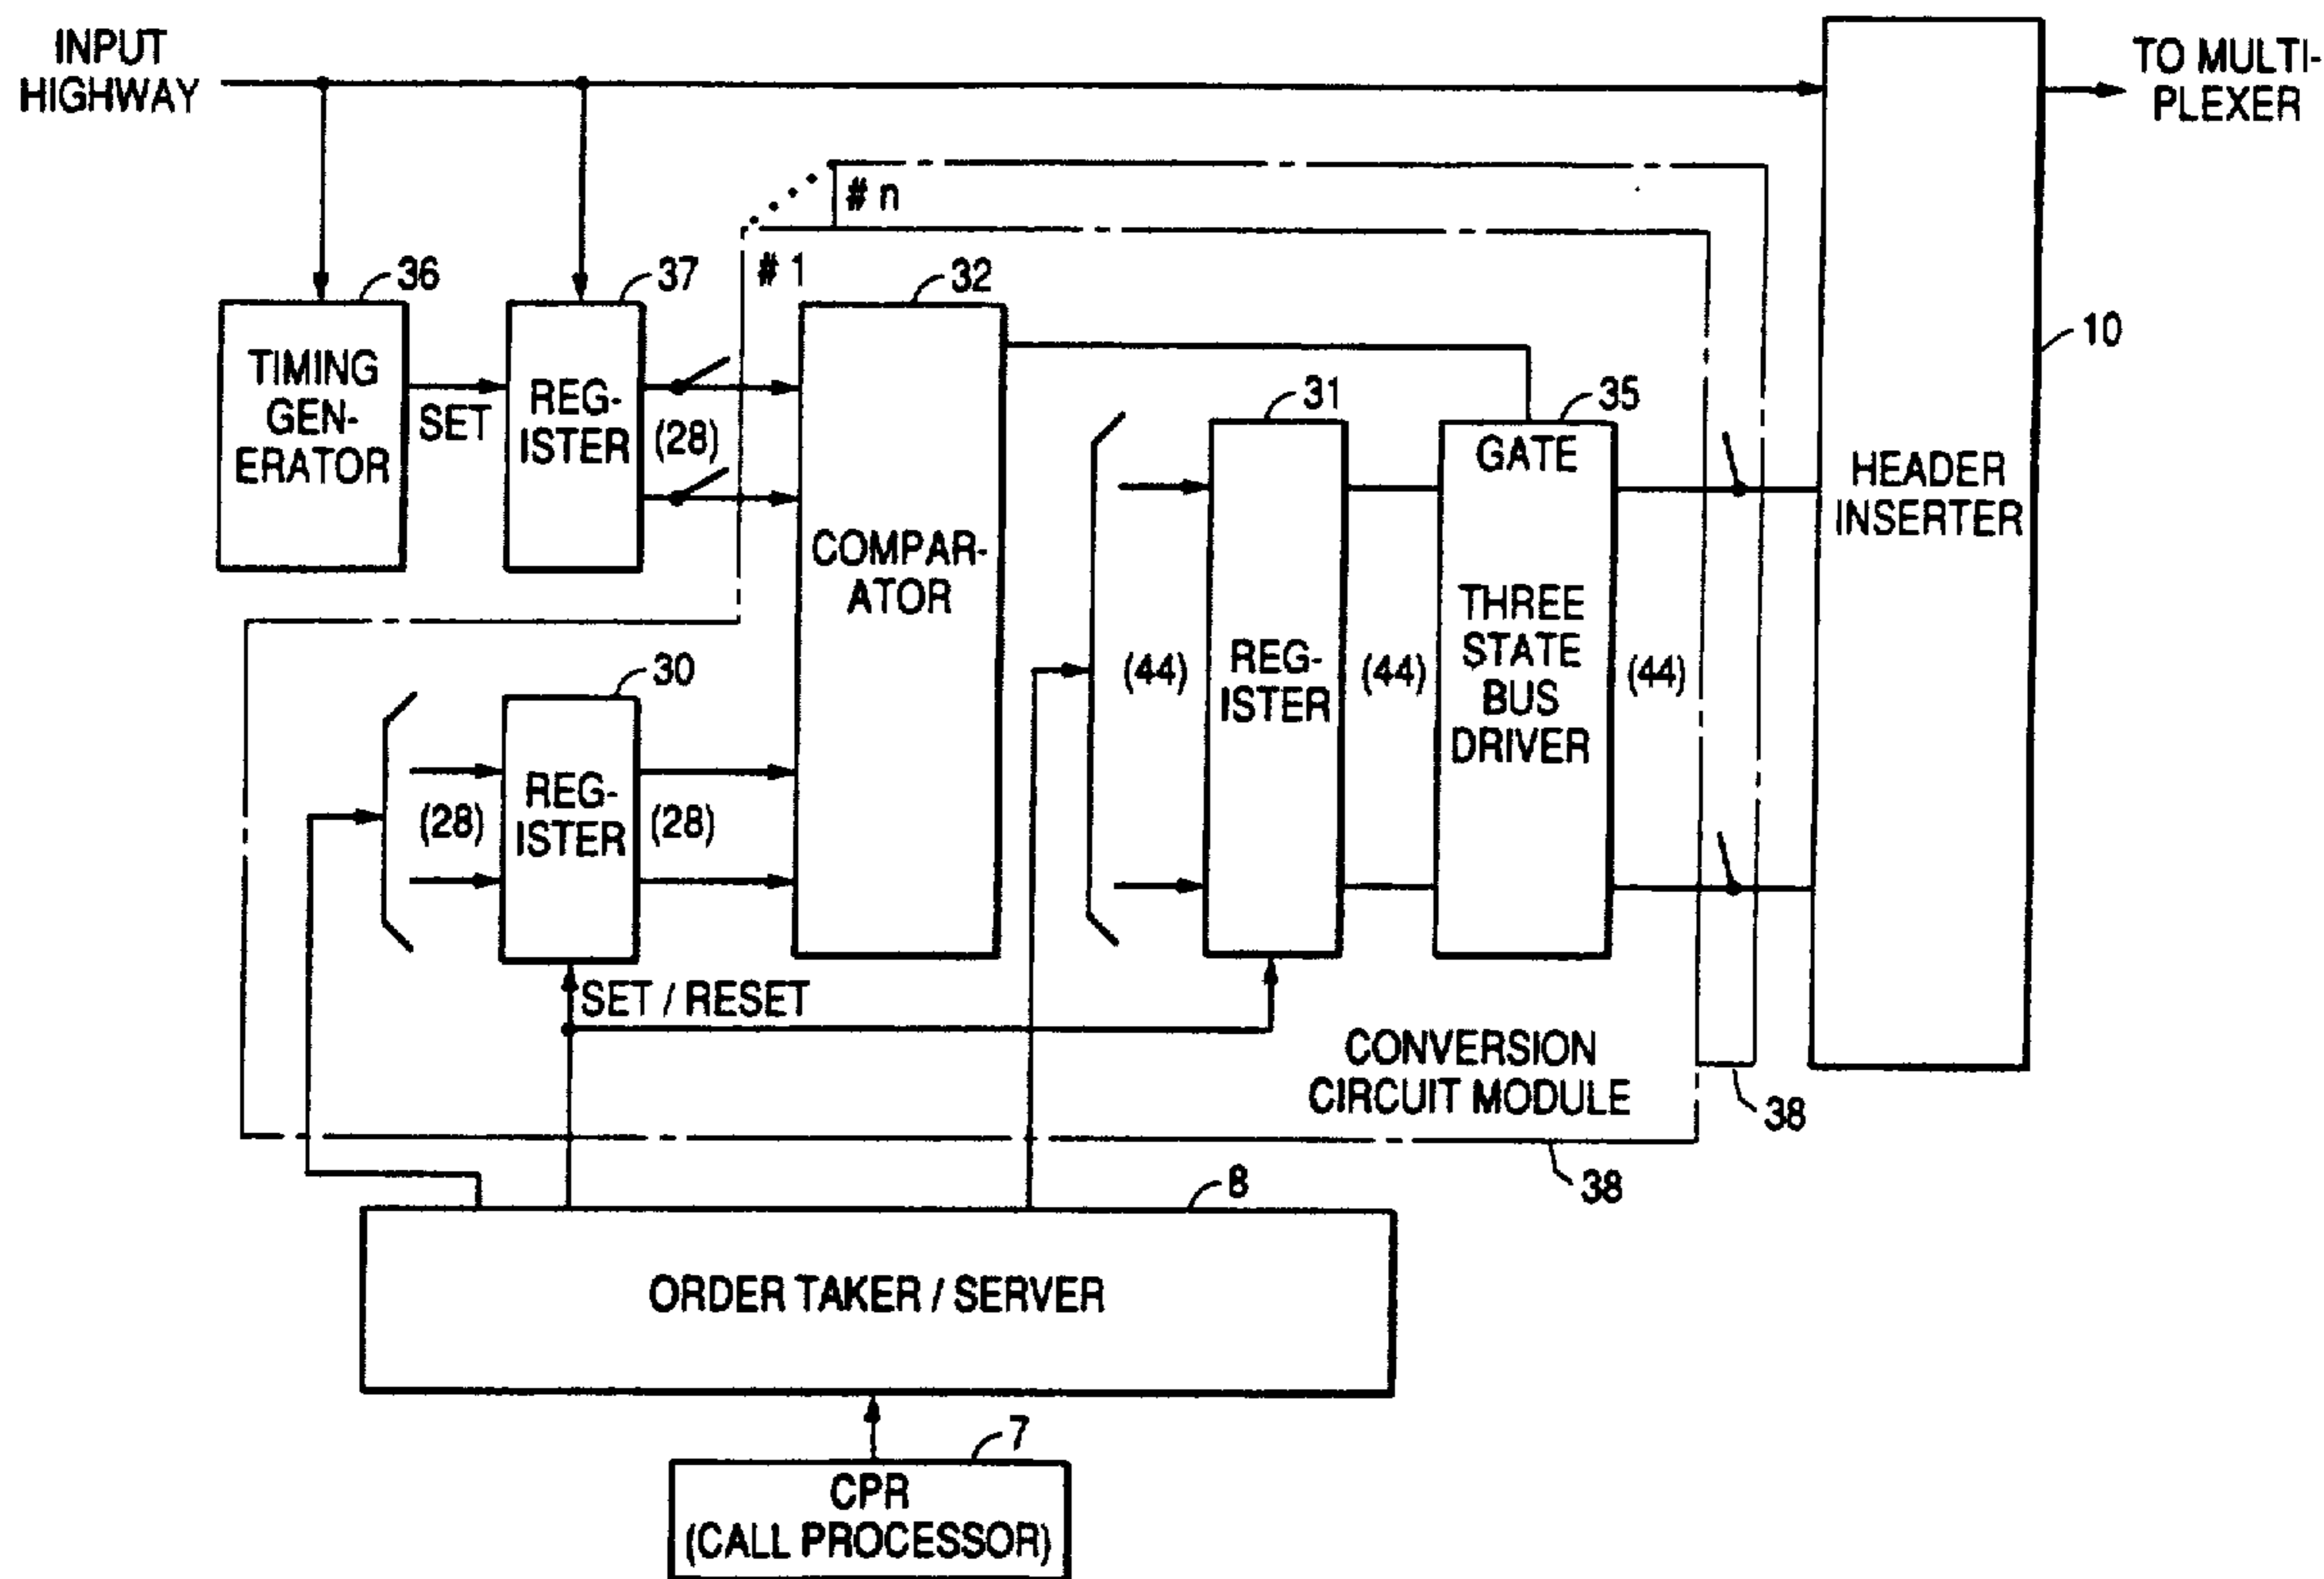 INPUT
HIGHWAY
TO MULTI-
PLEXER
# n
# 1
36
37
32
10
TIMING
GEN-
ERATOR
SET
REG-
ISTER
(28)
COMPAR-
ATOR
31
35
GATE
HEADER
INSERTER
THREE
STATE
BUS
DRIVER
(44)
REG-
ISTER
(44)
(44)
30
(28)
REG-
ISTER
(28)
SET / RESET
CONVERSION
CIRCUIT MODULE
38
38
8
ORDER TAKER / SERVER
7
CPR
(CALL PROCESSOR)